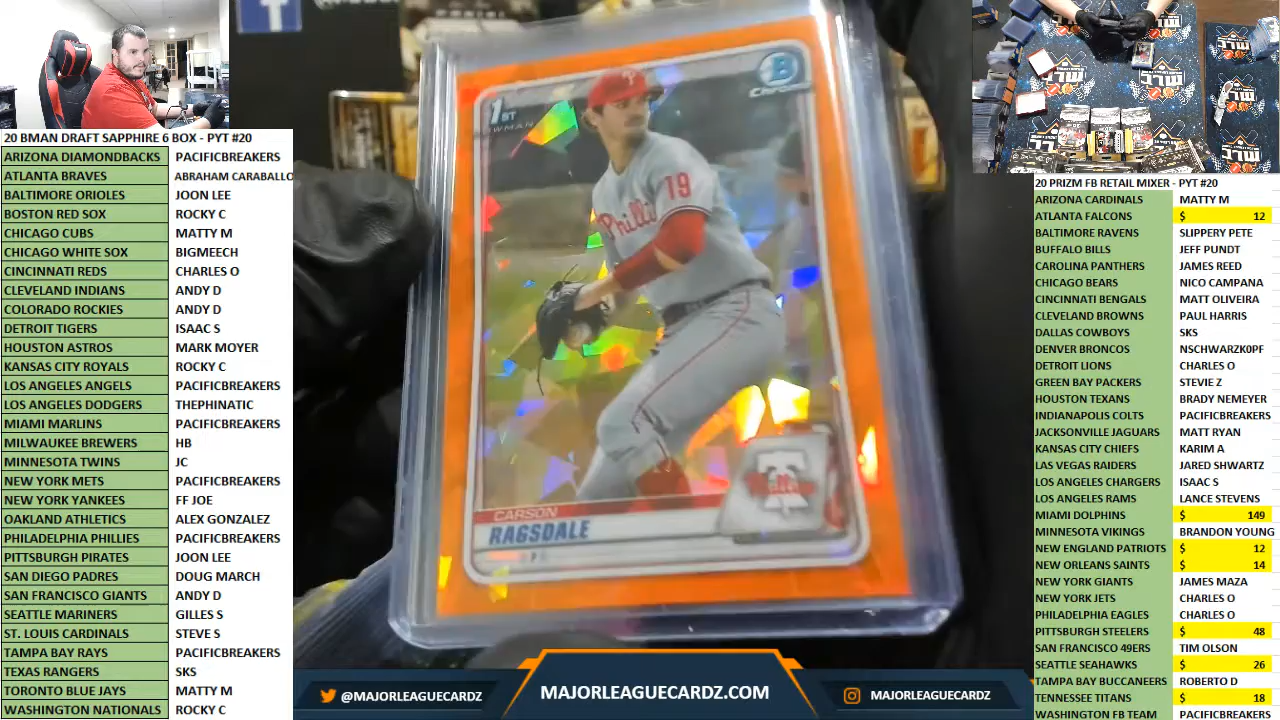 20 BMAN DRAFT SAPPHIRE 6 BOX - PYT #20
ARIZONA DIAMONDBACKS PACIFICBREAKERS
ATLANTA BRAVES ABRAHAM CARABALLO
BALTIMORE ORIOLES JOON LEE
BOSTON RED SOX ROCKY C
CHICAGO CUBS MATTY M
CHICAGO WHITE SOX BIGMEECH
CINCINNATI REDS CHARLES O
CLEVELAND INDIANS ANDY D
COLORADO ROCKIES ANDY D
DETROIT TIGERS ISAAC S
HOUSTON ASTROS MARK MOYER
KANSAS CITY ROYALS ROCKY C
LOS ANGELES ANGELS PACIFICBREAKERS
LOS ANGELES DODGERS THEPHINATIC
MIAMI MARLINS PACIFICBREAKERS
MILWAUKEE BREWERS HB
MINNESOTA TWINS JC
NEW YORK METS PACIFICBREAKERS
NEW YORK YANKEES FF JOE
OAKLAND ATHLETICS ALEX GONZALEZ
PHILADELPHIA PHILLIES PACIFICBREAKERS
PITTSBURGH PIRATES JOON LEE
SAN DIEGO PADRES DOUG MARCH
SAN FRANCISCO GIANTS ANDY D
SEATTLE MARINERS GILLES S
ST. LOUIS CARDINALS STEVE S
TAMPA BAY RAYS PACIFICBREAKERS
TEXAS RANGERS SKS
TORONTO BLUE JAYS MATTY M
WASHINGTON NATIONALS ROCKY C
1ST
BOWMAN
B
CHROME
19
Phillies
CARSON
RAGSDALE
Phillies
@MAJORLEAGUECARDZ
MAJORLEAGUECARDZ.COM
MAJORLEAGUECARDZ
20 PRIZM FB RETAIL MIXER - PYT #20
ARIZONA CARDINALS MATTY M
ATLANTA FALCONS $ 12
BALTIMORE RAVENS SLIPPERY PETE
BUFFALO BILLS JEFF PUNDT
CAROLINA PANTHERS JAMES REED
CHICAGO BEARS NICO CAMPANA
CINCINNATI BENGALS MATT OLIVEIRA
CLEVELAND BROWNS PAUL HARRIS
DALLAS COWBOYS SKS
DENVER BRONCOS NSCHWARZK0PF
DETROIT LIONS CHARLES O
GREEN BAY PACKERS STEVIE Z
HOUSTON TEXANS BRADY NEMEYER
INDIANAPOLIS COLTS PACIFICBREAKERS
JACKSONVILLE JAGUARS MATT RYAN
KANSAS CITY CHIEFS KARIM A
LAS VEGAS RAIDERS JARED SHWARTZ
LOS ANGELES CHARGERS ISAAC S
LOS ANGELES RAMS LANCE STEVENS
MIAMI DOLPHINS $ 149
MINNESOTA VIKINGS BRANDON YOUNG
NEW ENGLAND PATRIOTS $ 12
NEW ORLEANS SAINTS $ 14
NEW YORK GIANTS JAMES MAZA
NEW YORK JETS CHARLES O
PHILADELPHIA EAGLES CHARLES O
PITTSBURGH STEELERS $ 48
SAN FRANCISCO 49ERS TIM OLSON
SEATTLE SEAHAWKS $ 26
TAMPA BAY BUCCANEERS ROBERTO D
TENNESSEE TITANS $ 18
WASHINGTON FB TEAM PACIFICBREAKERS